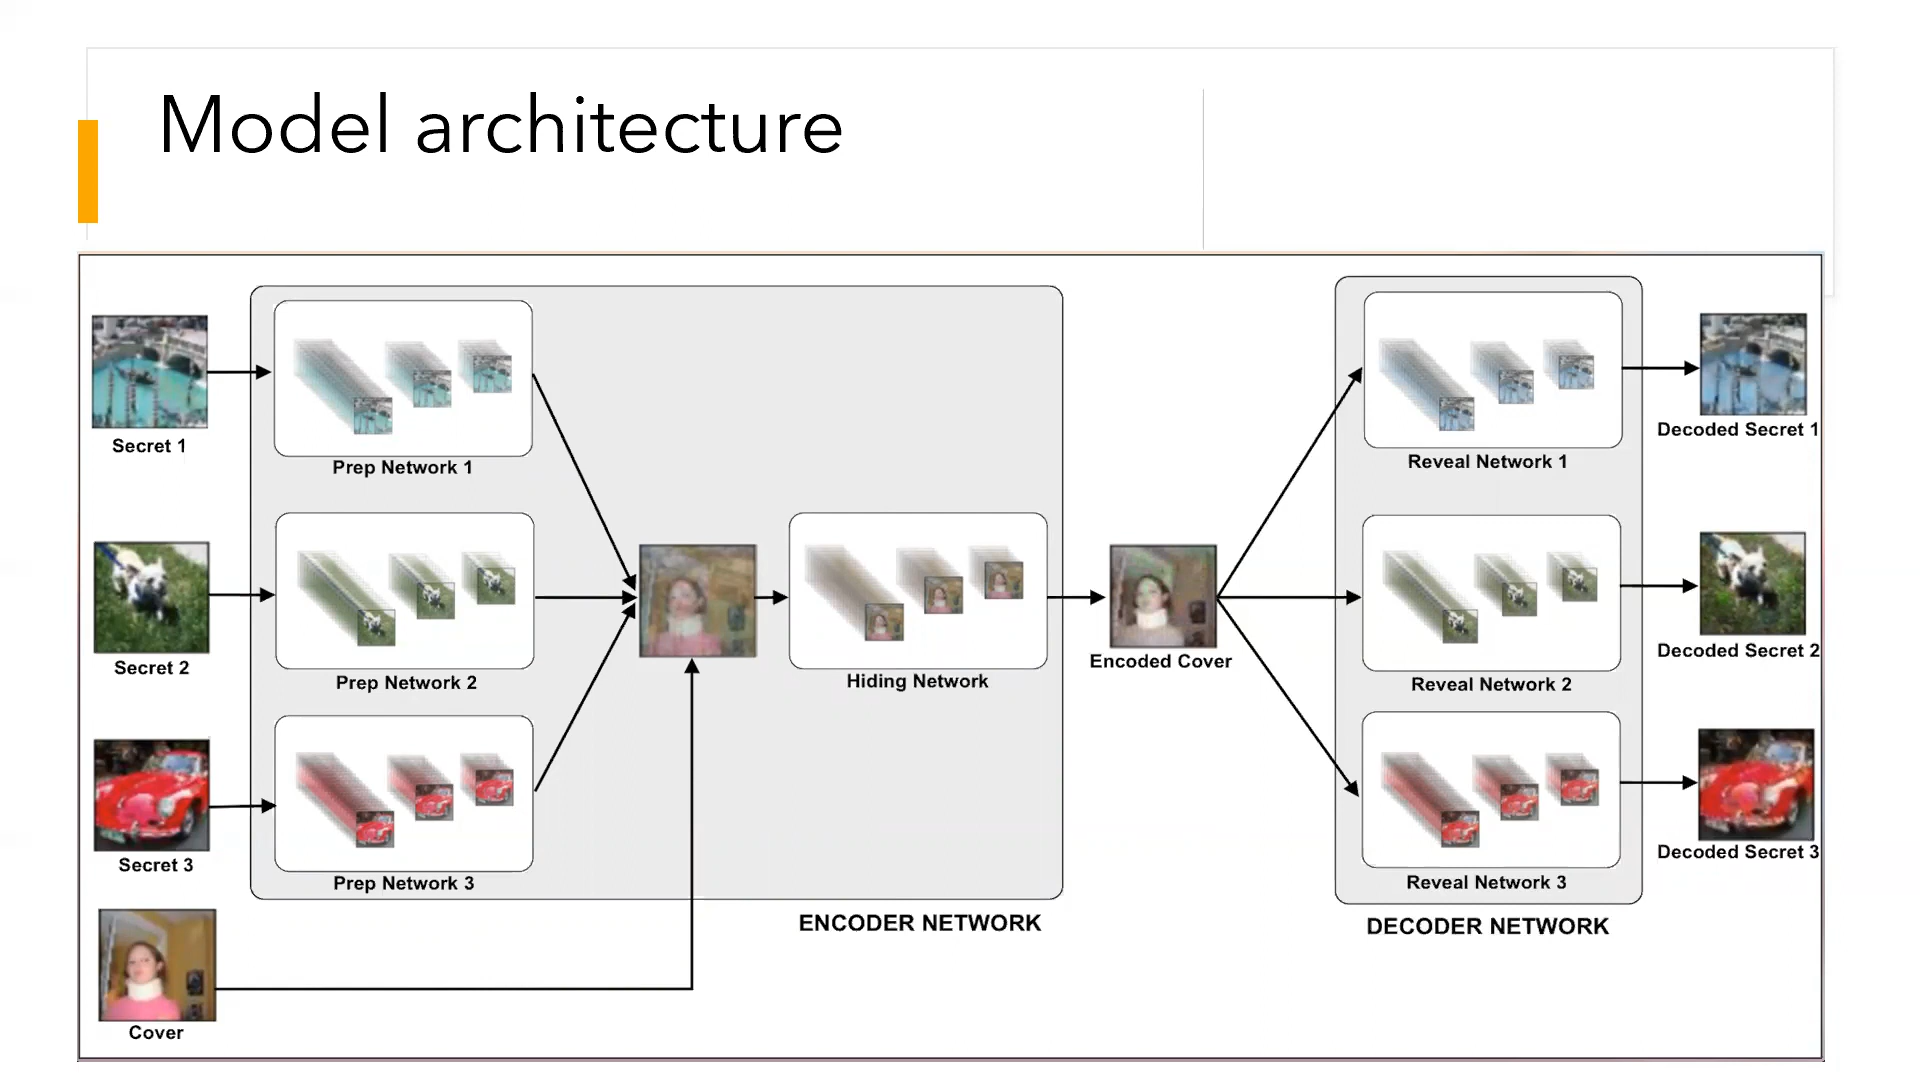 Model architecture
Secret 1
Prep Network 1
Reveal Network 1
Decoded Secret 1
Secret 2
Prep Network 2
Hiding Network
Encoded Cover
Reveal Network 2
Decoded Secret 2
Secret 3
Prep Network 3
Reveal Network 3
Decoded Secret 3
ENCODER NETWORK
DECODER NETWORK
Cover